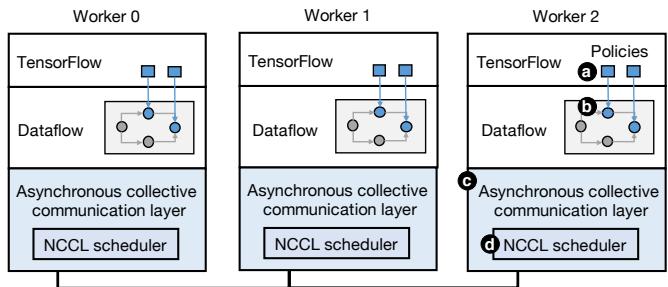 Worker 0
Worker 1
Worker 2
TensorFlow
TensorFlow
TensorFlow
Policies
a
b
Dataflow
Dataflow
Dataflow
c
Asynchronous collective
communication layer
Asynchronous collective
communication layer
Asynchronous collective
communication layer
NCCL scheduler
NCCL scheduler
d
NCCL scheduler